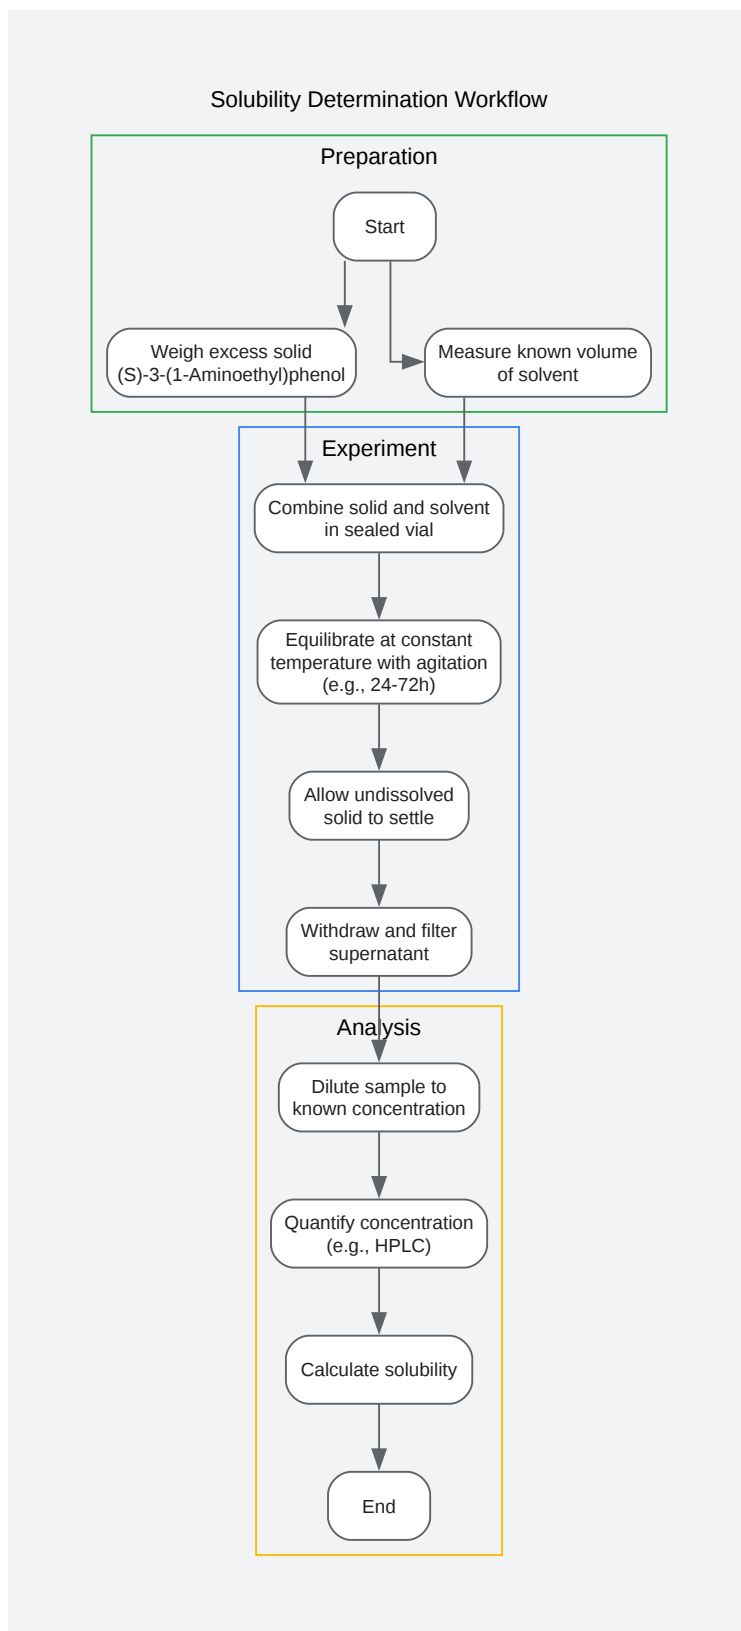 Solubility Determination Workflow
Preparation
Start
Weigh excess solid
(S)-3-(1-Aminoethyl)phenol
Measure known volume
of solvent
Experiment
Combine solid and solvent
in sealed vial
Equilibrate at constant
temperature with agitation
(e.g., 24-72h)
Allow undissolved
solid to settle
Withdraw and filter
supernatant
Analysis
Dilute sample to
known concentration
Quantify concentration
(e.g., HPLC)
Calculate solubility
End